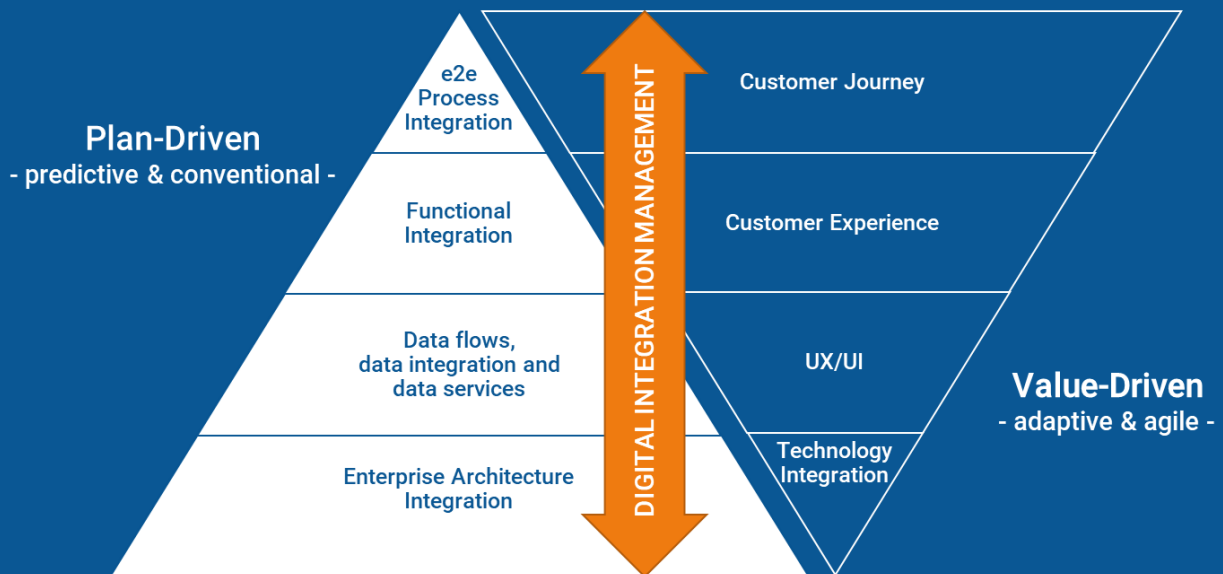 Plan-Driven
- predictive & conventional -
e2e
Process
Integration
Functional
Integration
Data flows,
data integration and
data services
Enterprise Architecture
Integration
DIGITAL INTEGRATION MANAGEMENT
Customer Journey
Customer Experience
UX/UI
Technology
Integration
Value-Driven
- adaptive & agile -